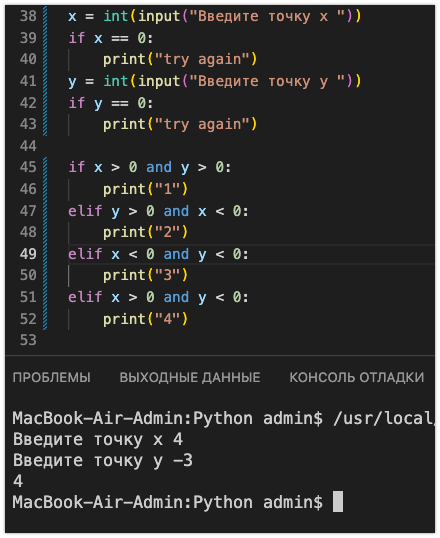 38 x = int(input("Введите точку x "))
39 if x == 0:
40 print("try again")
41 y = int(input("Введите точку y "))
42 if y == 0:
43 print("try again")
44
45 if x > 0 and y > 0:
46 print("1")
47 elif y > 0 and x < 0:
48 print("2")
49 elif x < 0 and y < 0:
50 print("3")
51 elif x > 0 and y < 0:
52 print("4")
53
ПРОБЛЕМЫ ВЫХОДНЫЕ ДАННЫЕ КОНСОЛЬ ОТЛАДКИ
MacBook-Air-Admin:Python admin$ /usr/local/
Введите точку x 4
Введите точку y -3
4
MacBook-Air-Admin:Python admin$